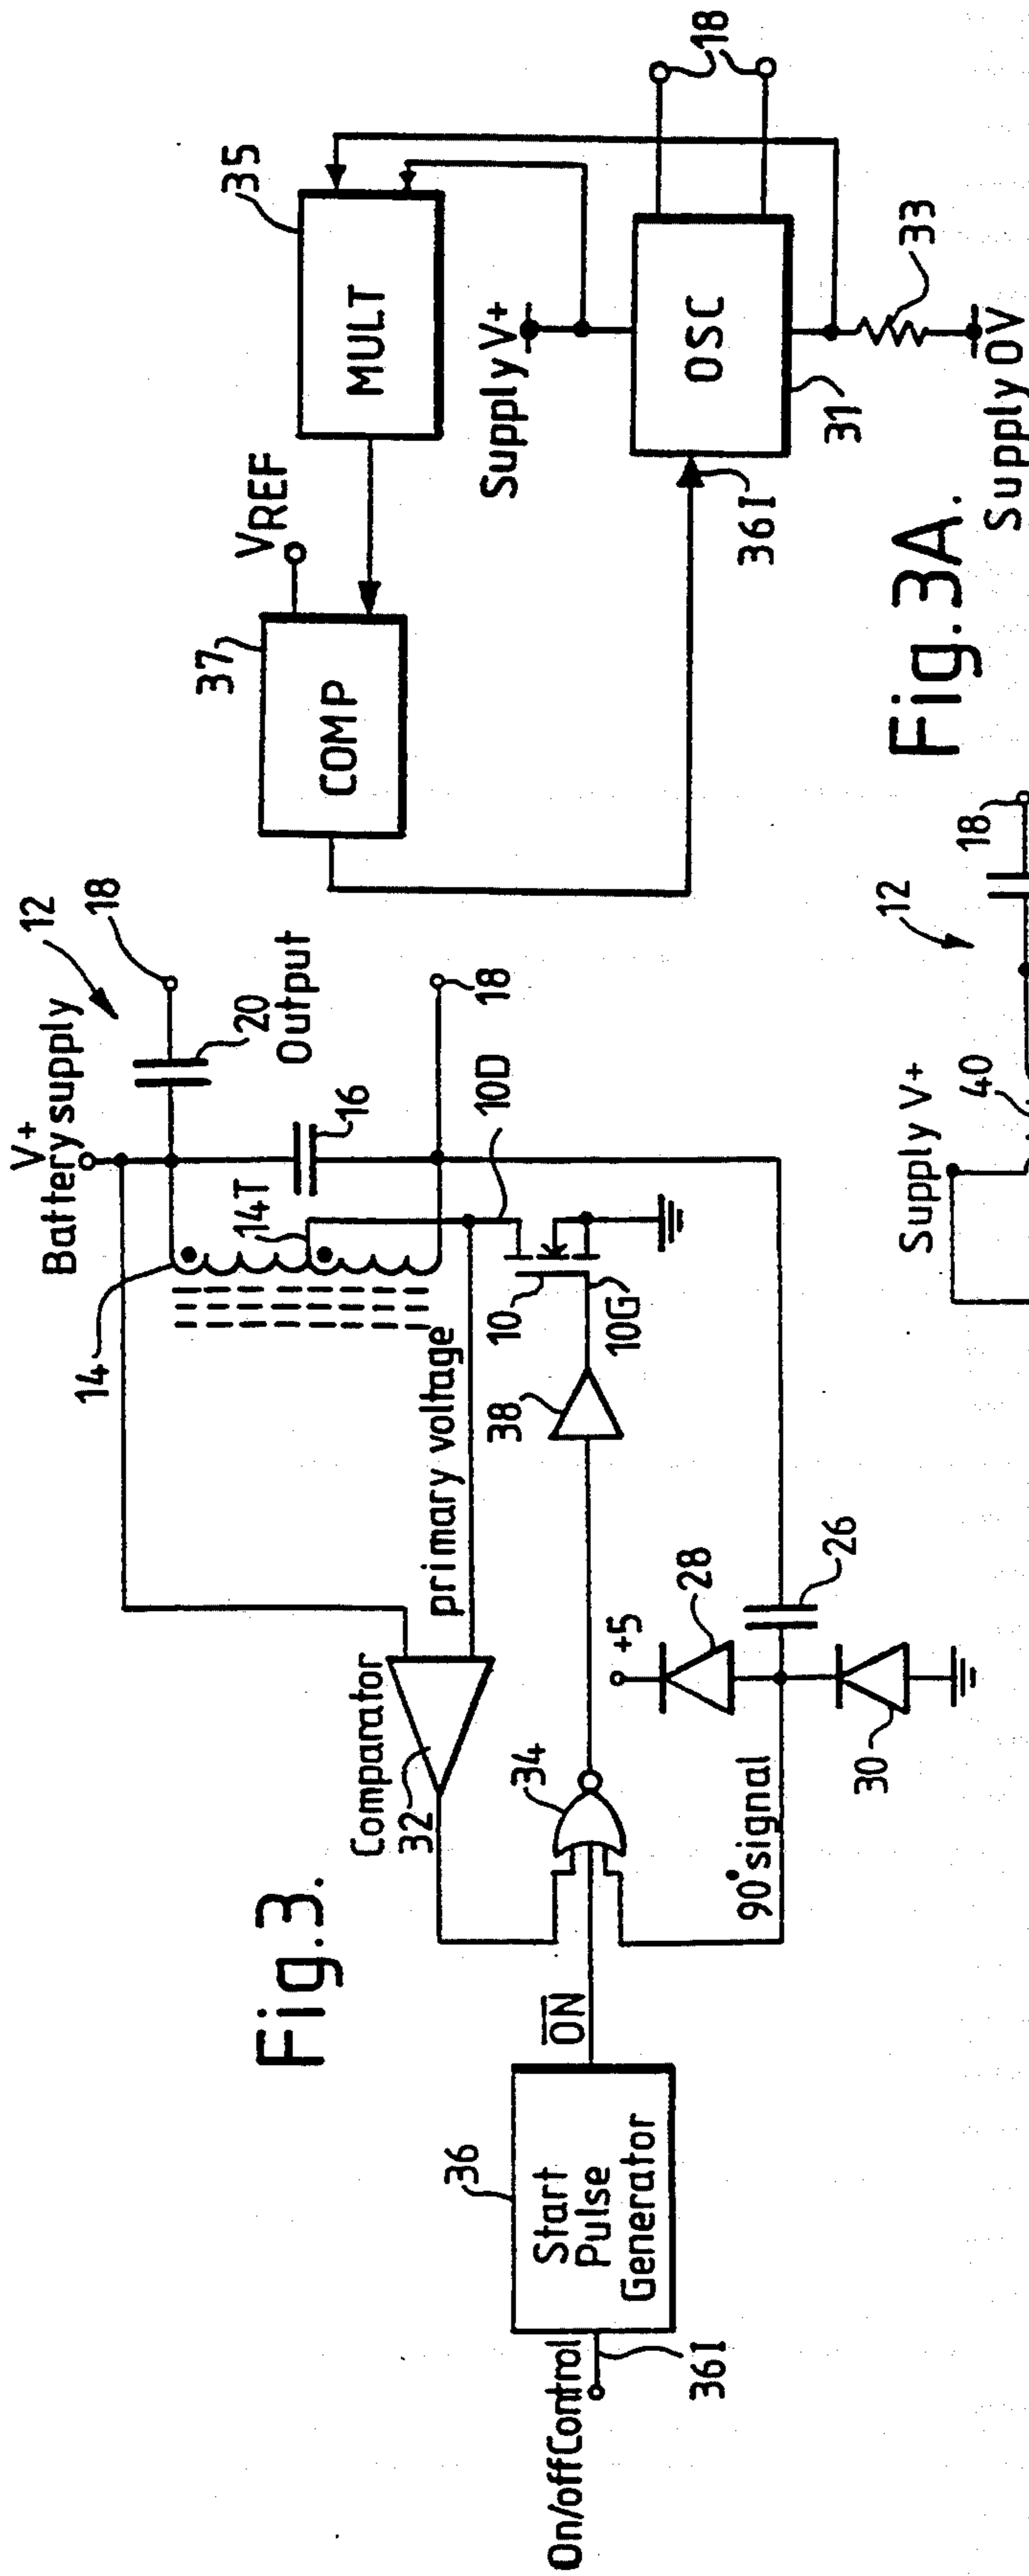 Fig.3.
On/off Control
36I
36
Start
Pulse
Generator
ON
Comparator
32
34
90° signal
+5
28
30
26
38
primary voltage
10
10G
10D
14
14T
V+
Battery supply
12
18
20
Output
16
18
Fig.3A.
37
COMP
VREF
35
MULT
Supply V+
36I
OSC
31
33
18
Supply 0V
Supply V+
40
12
18